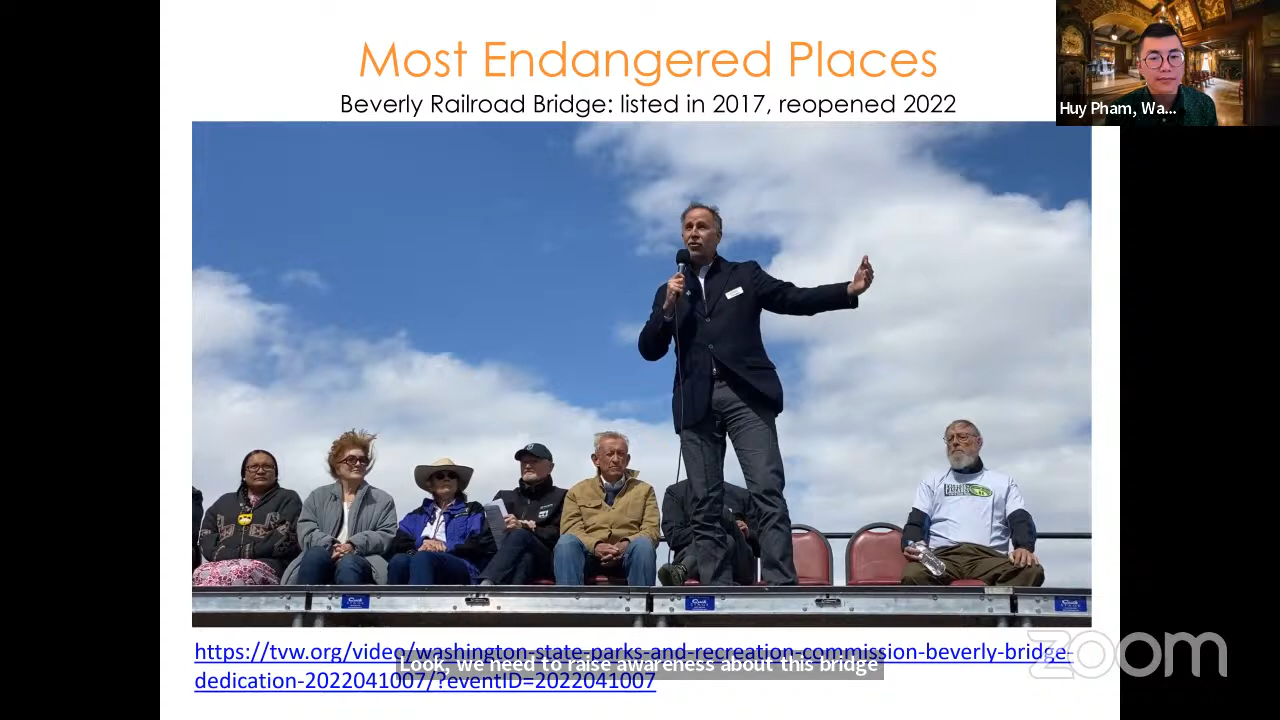 Most Endangered Places
Beverly Railroad Bridge: listed in 2017, reopened 2022
Huy Pham, Wa...
https://tvw.org/video/washington-state-parks-and-recreation-commission-beverly-bridge-
dedication-2022041007/?eventID=2022041007
Look, we need to raise awareness about this bridge
zoom